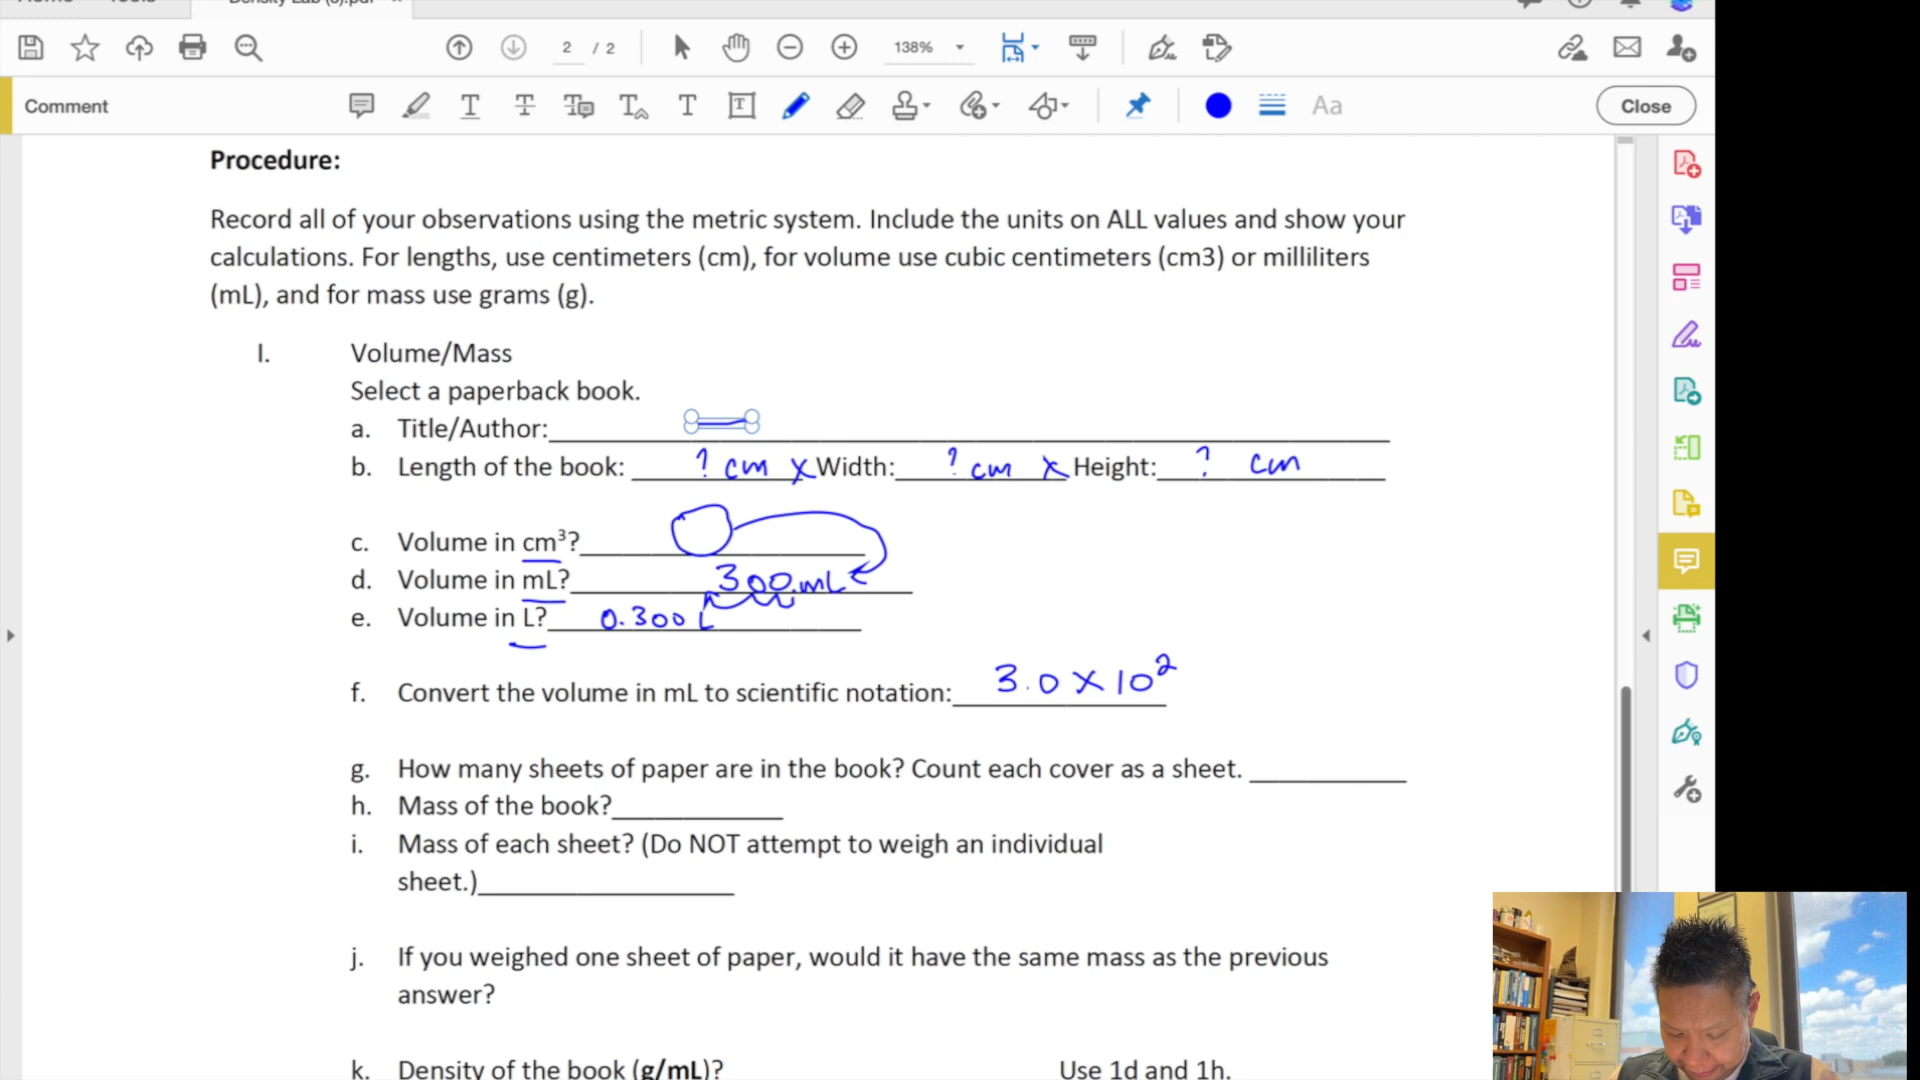 2 / 2
138%
Comment
Aa
Close
Procedure:
Record all of your observations using the metric system. Include the units on ALL values and show your
calculations. For lengths, use centimeters (cm), for volume use cubic centimeters (cm3) or milliliters
(mL), and for mass use grams (g).
I. Volume/Mass
Select a paperback book.
a. Title/Author:
b. Length of the book: ? cm x Width: ? cm x Height: ? cm
c. Volume in cm³?
d. Volume in mL? 300.mL
e. Volume in L? 0.300 L
f. Convert the volume in mL to scientific notation: 3.0 x 10²
g. How many sheets of paper are in the book? Count each cover as a sheet.
h. Mass of the book?
i. Mass of each sheet? (Do NOT attempt to weigh an individual
sheet.)
j. If you weighed one sheet of paper, would it have the same mass as the previous
answer?
k. Density of the book (g/mL)? Use 1d and 1h.